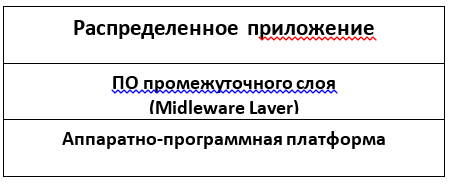 Распределенное приложение
ПО промежуточного слоя
(Midleware Laver)
Аппаратно-программная платформа